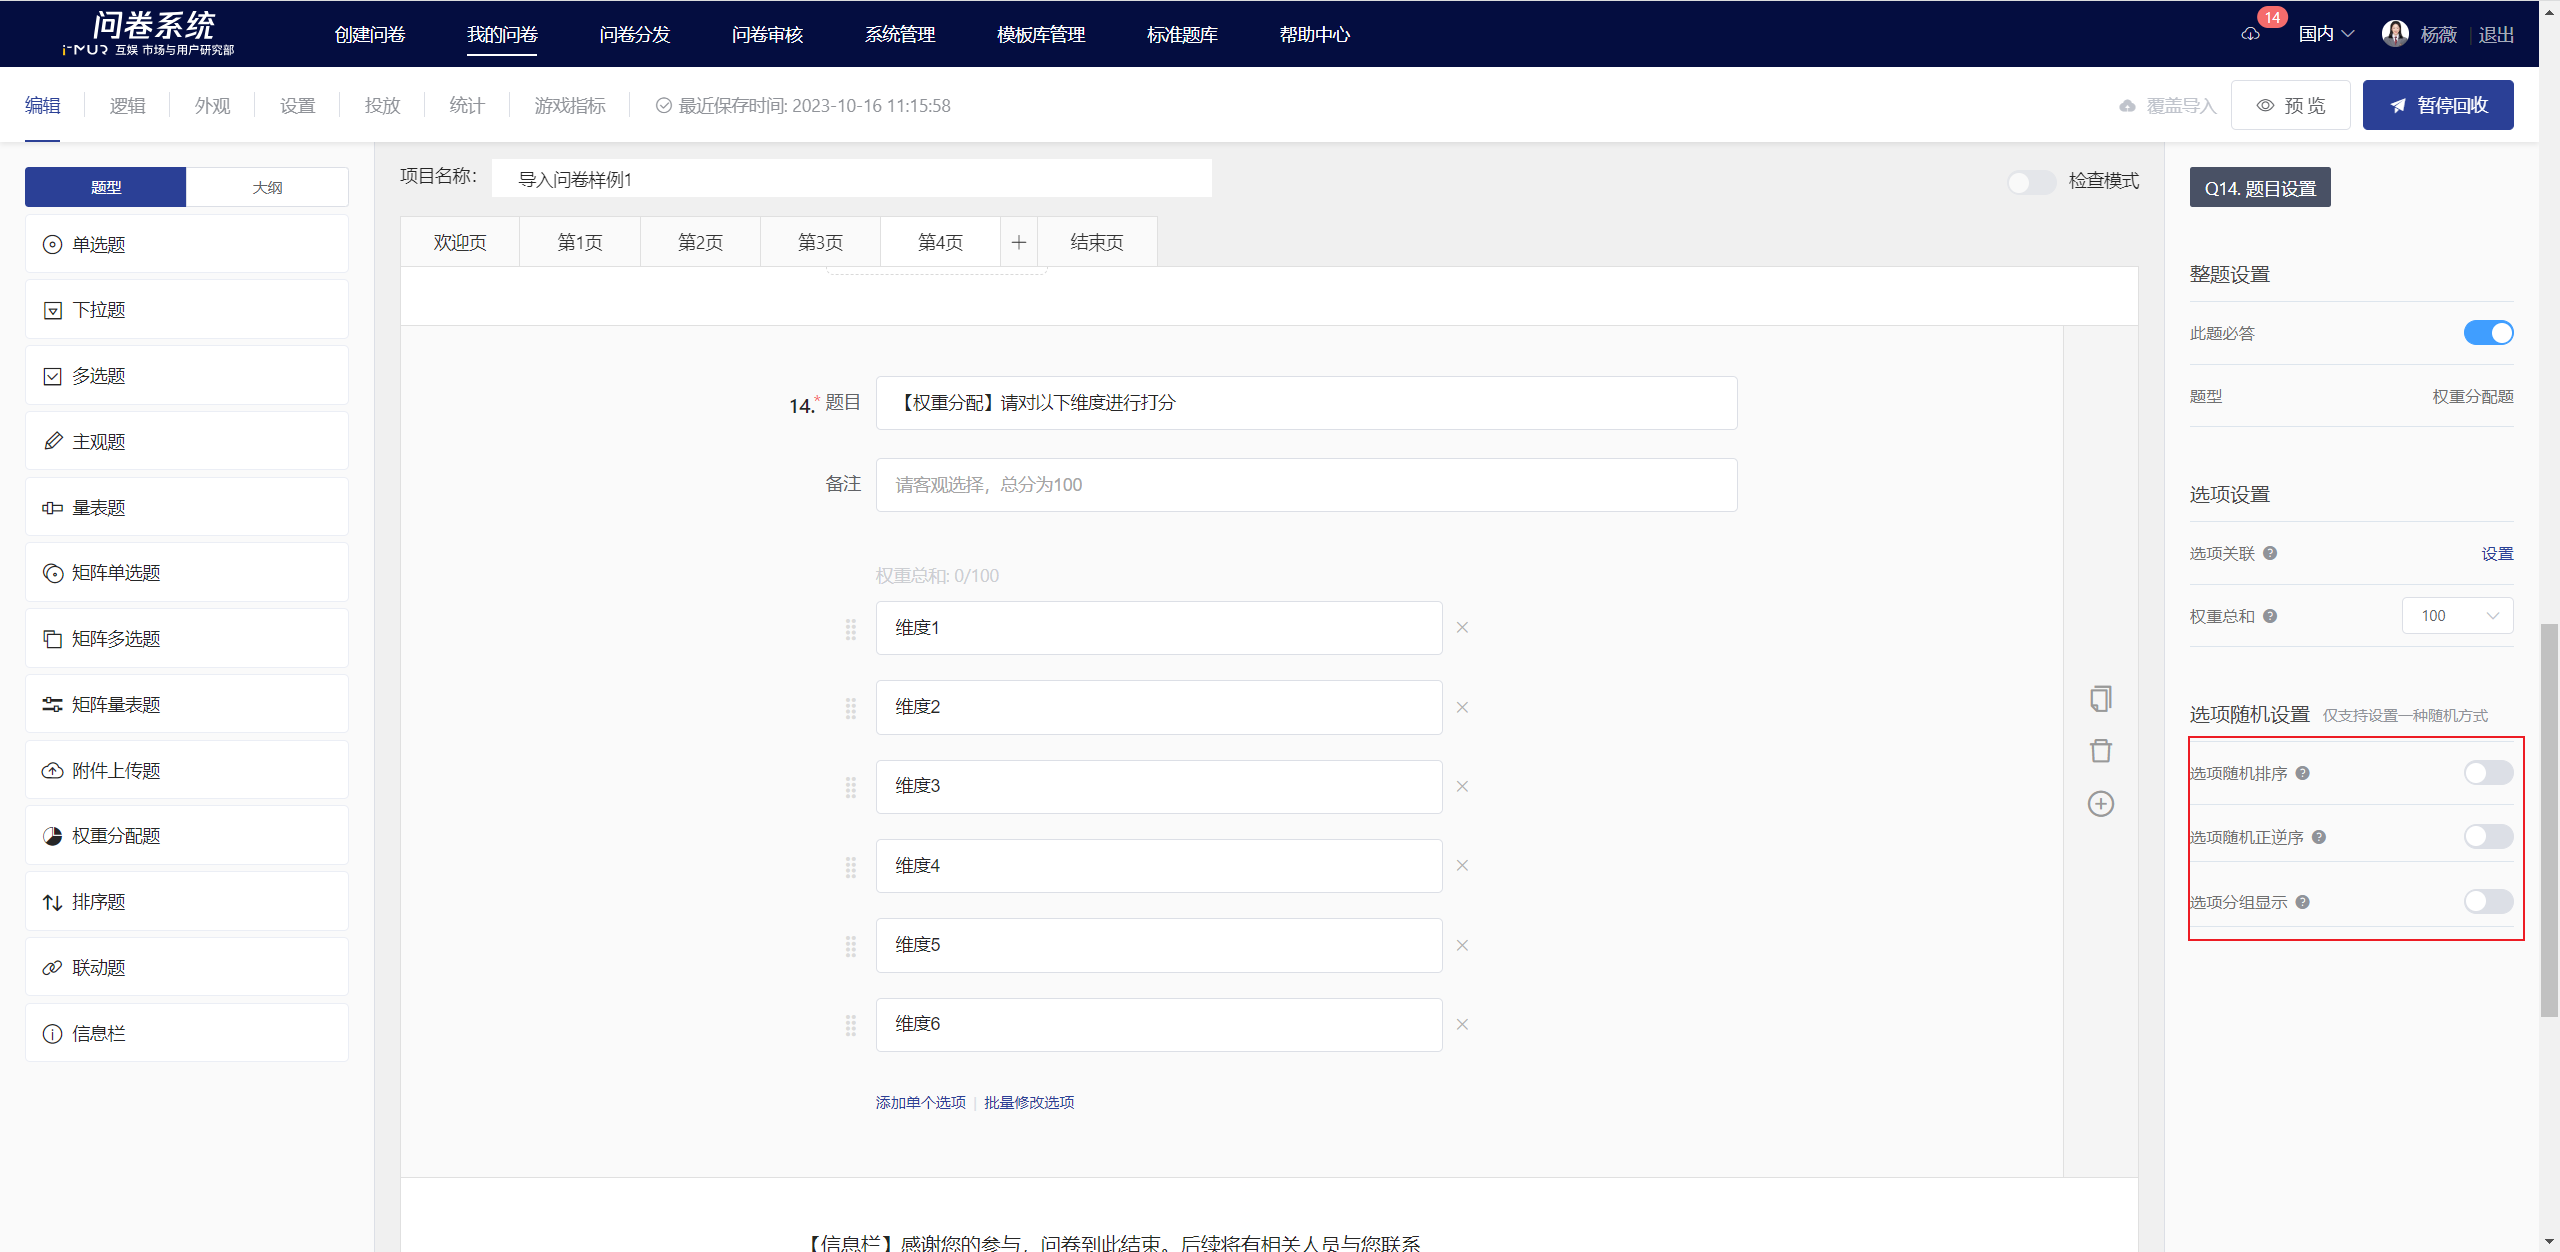 问卷系统
i-MUR 互娱 市场与用户研究部
创建问卷
我的问卷
问卷分发
问卷审核
系统管理
模板库管理
标准题库
帮助中心
14
国内
杨薇
退出
编辑
逻辑
外观
设置
投放
统计
游戏指标
最近保存时间: 2023-10-16 11:15:58
覆盖导入
预 览
暂停回收
题型
大纲
单选题
下拉题
多选题
主观题
量表题
矩阵单选题
矩阵多选题
矩阵量表题
附件上传题
权重分配题
排序题
联动题
信息栏
项目名称:
导入问卷样例1
检查模式
欢迎页
第1页
第2页
第3页
第4页
结束页
14.* 题目
【权重分配】请对以下维度进行打分
备注
请客观选择，总分为100
权重总和: 0/100
维度1
维度2
维度3
维度4
维度5
维度6
添加单个选项 | 批量修改选项
【信息栏】感谢您的参与，问卷到此结束。后续将有相关人员与您联系
Q14. 题目设置
整题设置
此题必答
题型
权重分配题
选项设置
选项关联
设置
权重总和
100
选项随机设置 仅支持设置一种随机方式
选项随机排序
选项随机正逆序
选项分组显示